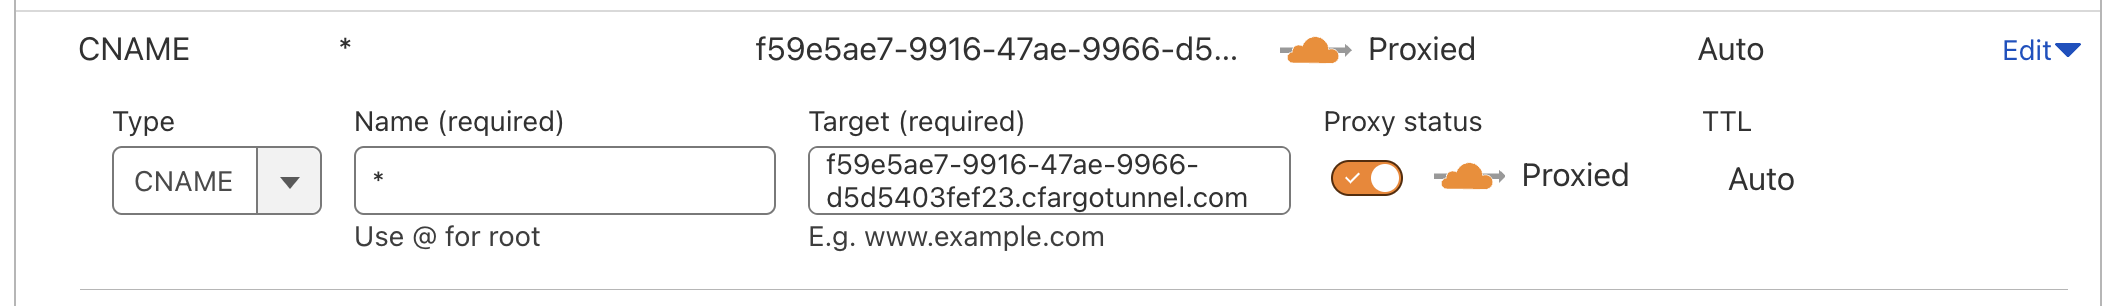 CNAME * f59e5ae7-9916-47ae-9966-d5... Proxied Auto Edit
Type Name (required) Target (required) Proxy status TTL
CNAME * f59e5ae7-9916-47ae-9966-
d5d5403fef23.cfargotunnel.com Proxied Auto
Use @ for root E.g. www.example.com